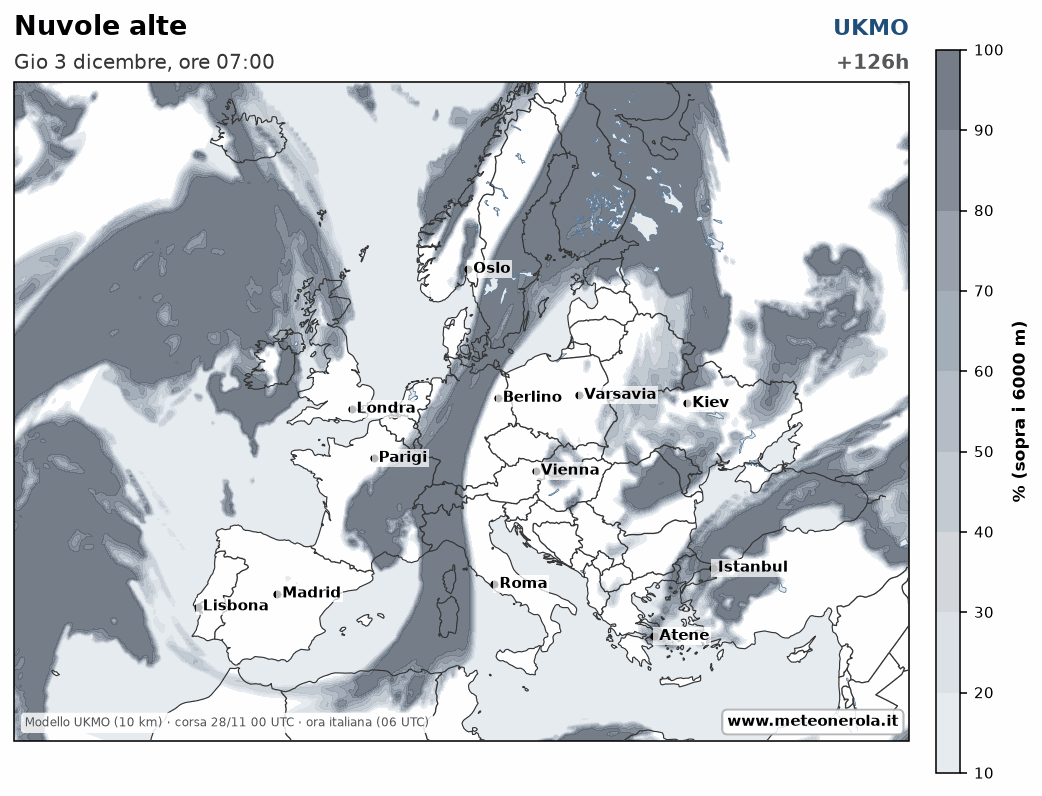 Nuvole alte
UKMO
Gio 3 dicembre, ore 07:00
+126h
100
90
80
70
60
50
40
30
20
10
% (sopra i 6000 m)
Oslo
Londra
Berlino
Varsavia
Kiev
Parigi
Vienna
Istanbul
Roma
Madrid
Lisbona
Atene
Modello UKMO (10 km) · corsa 28/11 00 UTC · ora italiana (06 UTC)
www.meteonerola.it